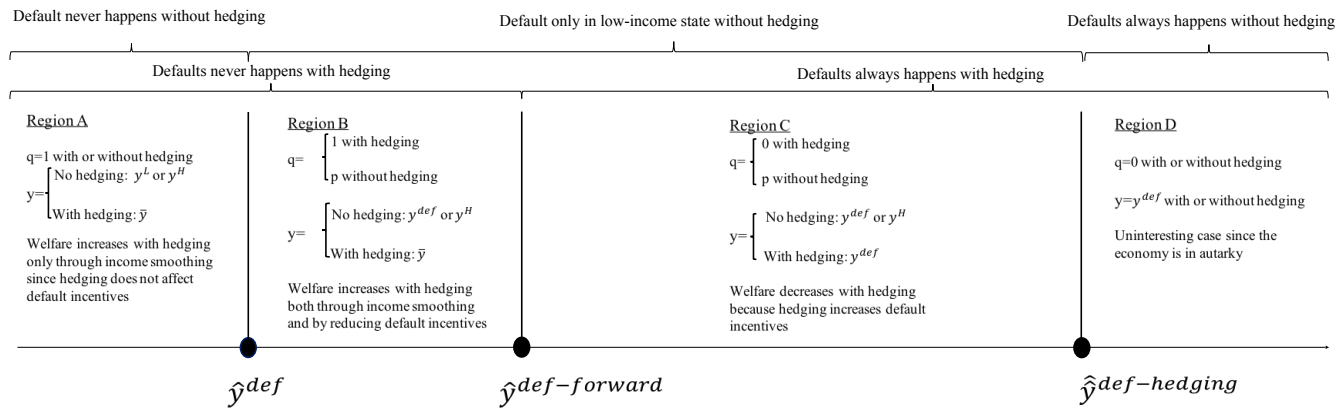 Default never happens without hedging
Default only in low-income state without hedging
Defaults always happens without hedging
Defaults never happens with hedging
Defaults always happens with hedging
Region A
q=1 with or without hedging
y=
No hedging: y^L or y^H
With hedging: ȳ
Welfare increases with hedging
only through income smoothing
since hedging does not affect
default incentives
Region B
q=
1 with hedging
p without hedging
y=
No hedging: y^def or y^H
With hedging: ȳ
Welfare increases with hedging
both through income smoothing
and by reducing default incentives
Region C
q=
0 with hedging
p without hedging
y=
No hedging: y^def or y^H
With hedging: y^def
Welfare decreases with hedging
because hedging increases default
incentives
Region D
q=0 with or without hedging
y=y^def with or without hedging
Uninteresting case since the
economy is in autarky
ŷ^def
ŷ^def−forward
ŷ̂^def−hedging